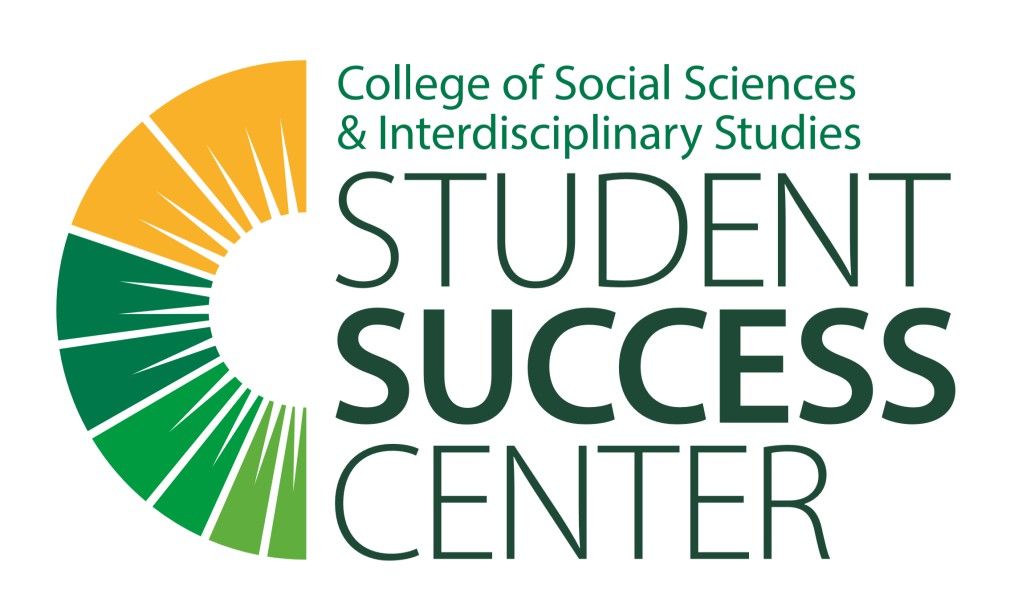 College of Social Sciences
& Interdisciplinary Studies
STUDENT
SUCCESS
CENTER